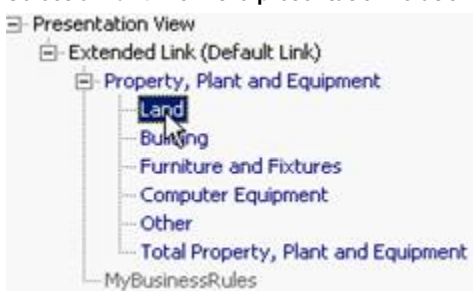 Presentation View
Extended Link (Default Link)
Property, Plant and Equipment
Land
Building
Furniture and Fixtures
Computer Equipment
Other
Total Property, Plant and Equipment
MyBusinessRules